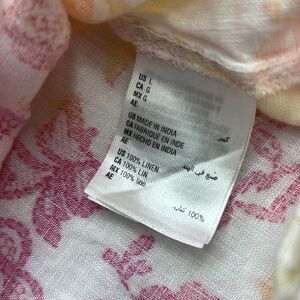 US L
CA G
MX G
AE كبير
US MADE IN INDIA
CA FABRIQUÉ EN INDE
MX HECHO EN INDIA
AE صنع في الهند
US 100% LINEN
CA 100% LIN
MX 100% lino
AE 100% كتان